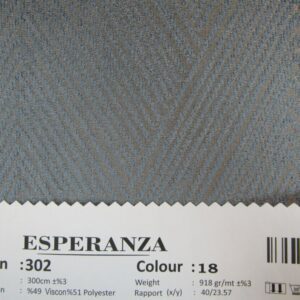 ESPERANZA
n :302 Colour :18
: 300cm ±%3 Weight : 918 gr/mt ±%3
n : %49 Viscon%51 Polyester Rapport (x/y) : 40/23.57